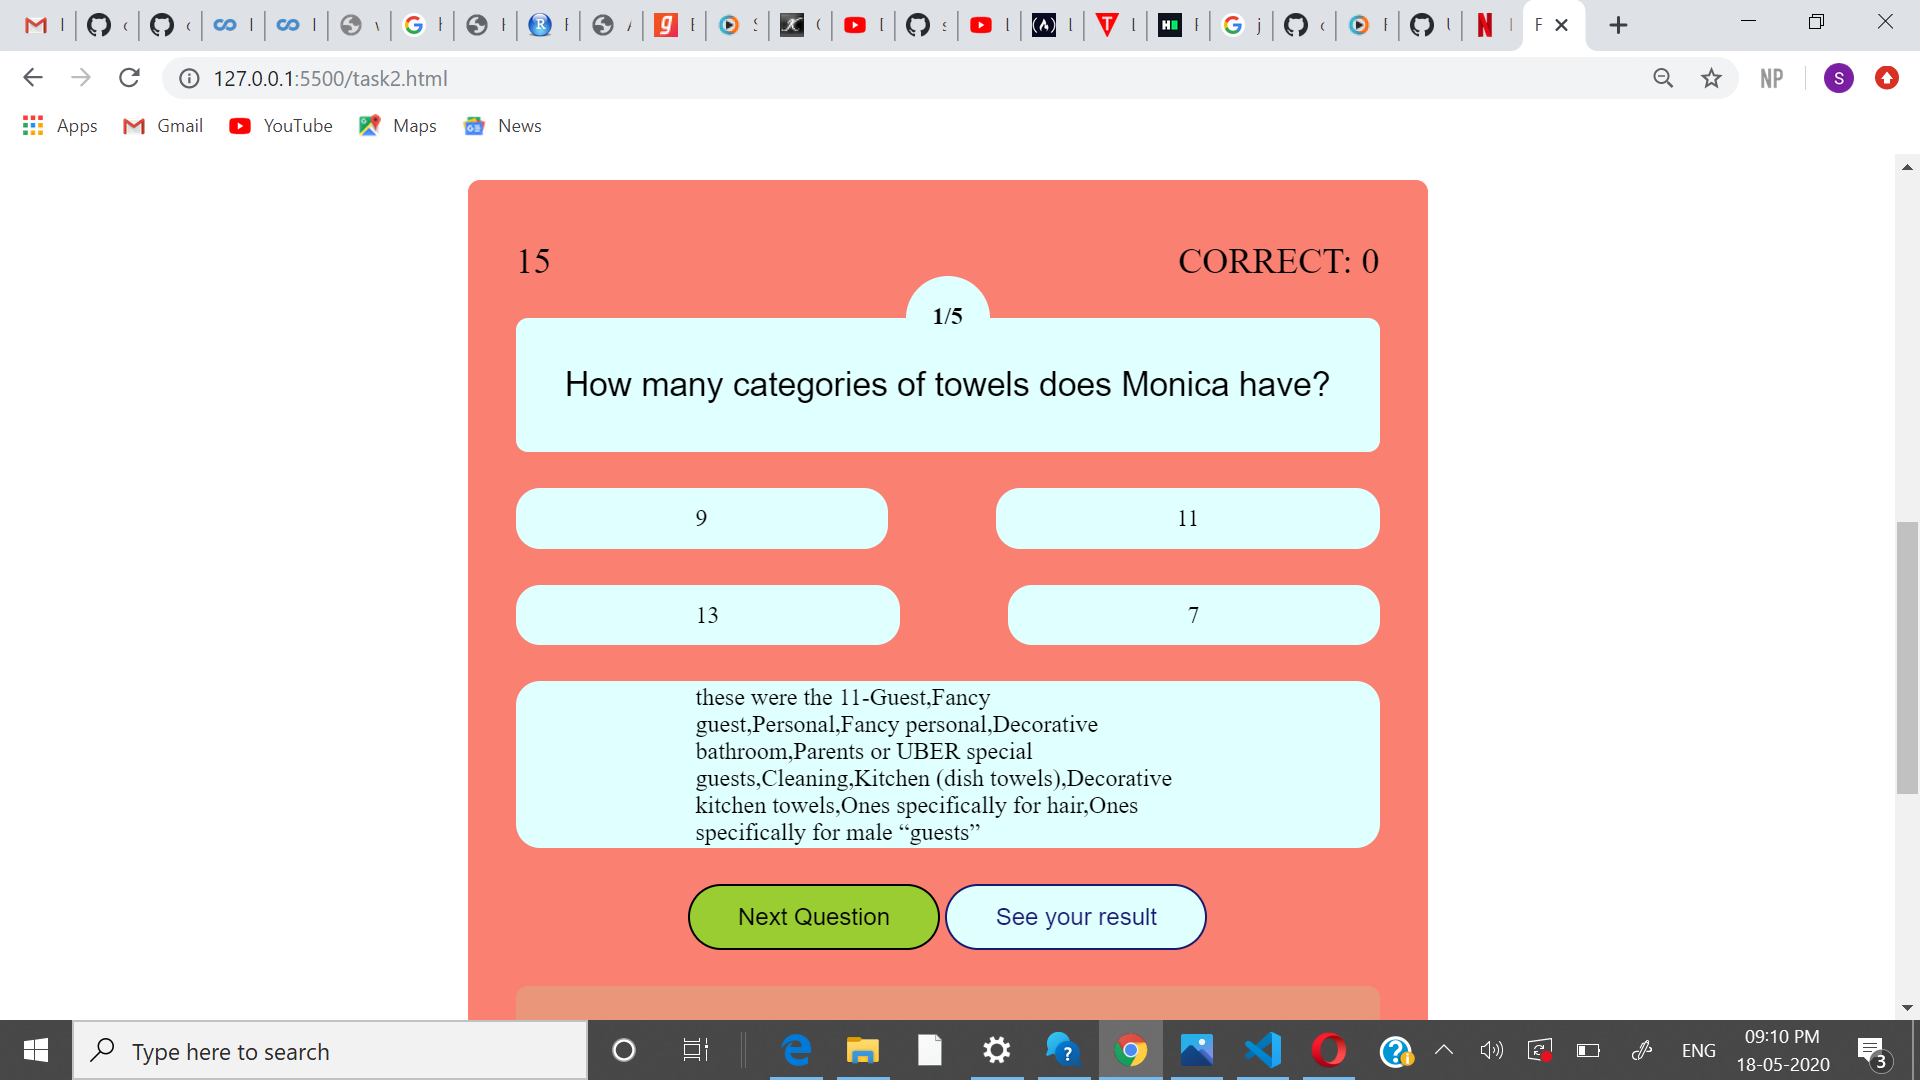 127.0.0.1:5500/task2.html
NP
S
Apps
Gmail
YouTube
Maps
News
15
CORRECT: 0
1/5
How many categories of towels does Monica have?
9
11
13
7
these were the 11-Guest,Fancy
guest,Personal,Fancy personal,Decorative
bathroom,Parents or UBER special
guests,Cleaning,Kitchen (dish towels),Decorative
kitchen towels,Ones specifically for hair,Ones
specifically for male “guests”
Next Question
See your result
Type here to search
ENG
09:10 PM
18-05-2020
3